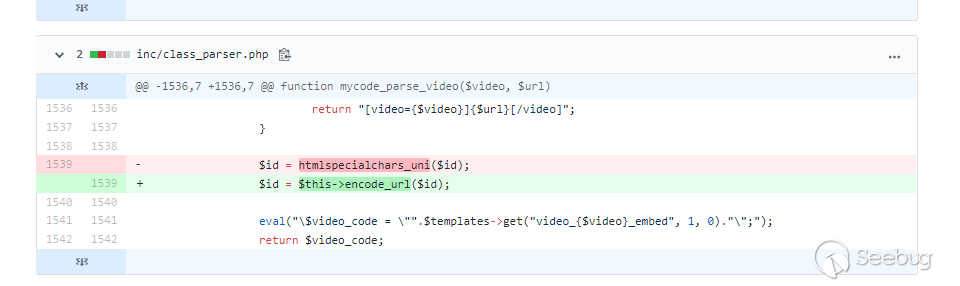 2 inc/class_parser.php ...
@@ -1536,7 +1536,7 @@ function mycode_parse_video($video, $url)
1536 1536 return "[video={$video}]{$url}[/video]";
1537 1537 }
1538 1538
1539 - $id = htmlspecialchars_uni($id);
1539 + $id = $this->encode_url($id);
1540 1540
1541 1541 eval("\$video_code = \"".$templates->get("video_{$video}_embed", 1, 0)."\";");
1542 1542 return $video_code;
Seebug